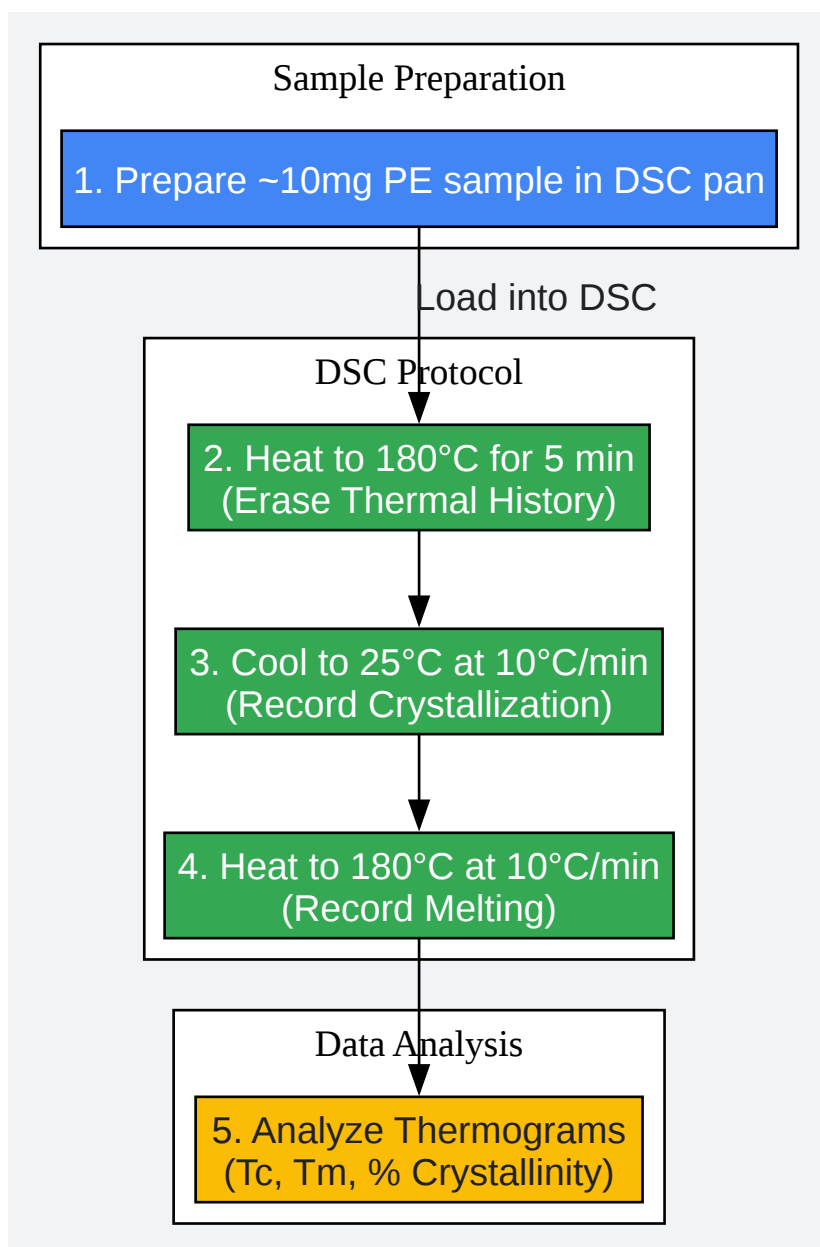 Sample Preparation
1. Prepare ~10mg PE sample in DSC pan
Load into DSC
DSC Protocol
2. Heat to 180°C for 5 min
(Erase Thermal History)
3. Cool to 25°C at 10°C/min
(Record Crystallization)
4. Heat to 180°C at 10°C/min
(Record Melting)
Data Analysis
5. Analyze Thermograms
(Tc, Tm, % Crystallinity)